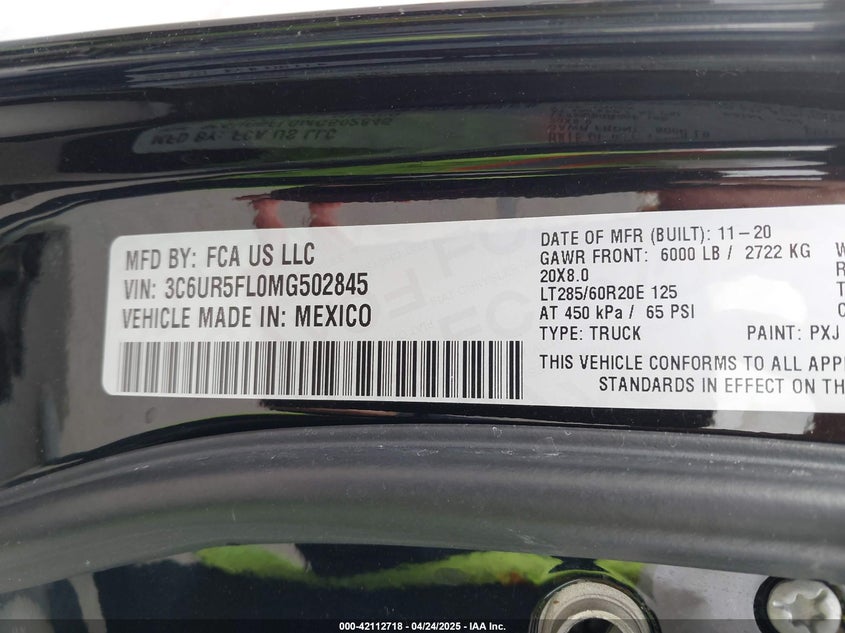 MFD BY: FCA US LLC
VIN: 3C6UR5FL0MG502845
VEHICLE MADE IN: MEXICO
DATE OF MFR (BUILT): 11-20
GAWR FRONT: 6000 LB / 2722 KG
20X8.0
LT285/60R20E 125
AT 450 kPa / 65 PSI
TYPE: TRUCK PAINT: PXJ
THIS VEHICLE CONFORMS TO ALL APP
STANDARDS IN EFFECT ON TH
000-42112718 | 04/24/2025 - IAA Inc.